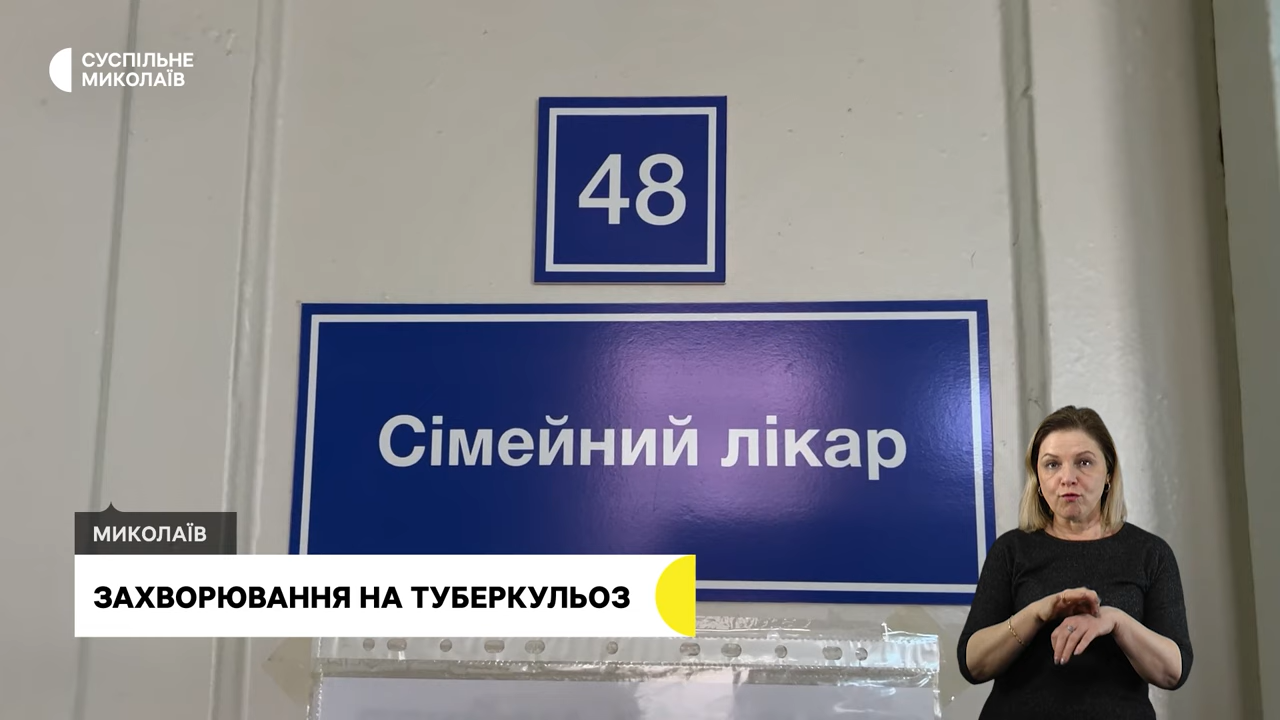 СУСПІЛЬНЕ
МИКОЛАЇВ
48
Сімейний лікар
МИКОЛАЇВ
ЗАХВОРЮВАННЯ НА ТУБЕРКУЛЬОЗ